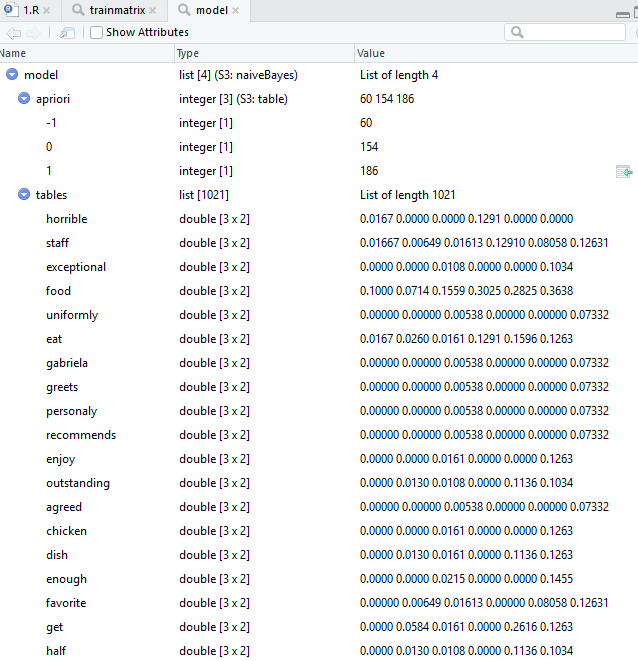 1.R trainmatrix model
Show Attributes
Name Type Value
model list [4] (S3: naiveBayes) List of length 4
apriori integer [3] (S3: table) 60 154 186
-1 integer [1] 60
0 integer [1] 154
1 integer [1] 186
tables list [1021] List of length 1021
horrible double [3 x 2] 0.0167 0.0000 0.0000 0.1291 0.0000 0.0000
staff double [3 x 2] 0.01667 0.00649 0.01613 0.12910 0.08058 0.12631
exceptional double [3 x 2] 0.0000 0.0000 0.0108 0.0000 0.0000 0.1034
food double [3 x 2] 0.1000 0.0714 0.1559 0.3025 0.2825 0.3638
uniformly double [3 x 2] 0.00000 0.00000 0.00538 0.00000 0.00000 0.07332
eat double [3 x 2] 0.0167 0.0260 0.0161 0.1291 0.1596 0.1263
gabriela double [3 x 2] 0.00000 0.00000 0.00538 0.00000 0.00000 0.07332
greets double [3 x 2] 0.00000 0.00000 0.00538 0.00000 0.00000 0.07332
personaly double [3 x 2] 0.00000 0.00000 0.00538 0.00000 0.00000 0.07332
recommends double [3 x 2] 0.00000 0.00000 0.00538 0.00000 0.00000 0.07332
enjoy double [3 x 2] 0.0000 0.0000 0.0161 0.0000 0.0000 0.1263
outstanding double [3 x 2] 0.0000 0.0130 0.0108 0.0000 0.1136 0.1034
agreed double [3 x 2] 0.00000 0.00000 0.00538 0.00000 0.00000 0.07332
chicken double [3 x 2] 0.0000 0.0000 0.0161 0.0000 0.0000 0.1263
dish double [3 x 2] 0.0000 0.0130 0.0161 0.0000 0.1136 0.1263
enough double [3 x 2] 0.0000 0.0000 0.0215 0.0000 0.0000 0.1455
favorite double [3 x 2] 0.00000 0.00649 0.01613 0.00000 0.08058 0.12631
get double [3 x 2] 0.0000 0.0584 0.0161 0.0000 0.2616 0.1263
half double [3 x 2] 0.0000 0.0130 0.0108 0.0000 0.1136 0.1034